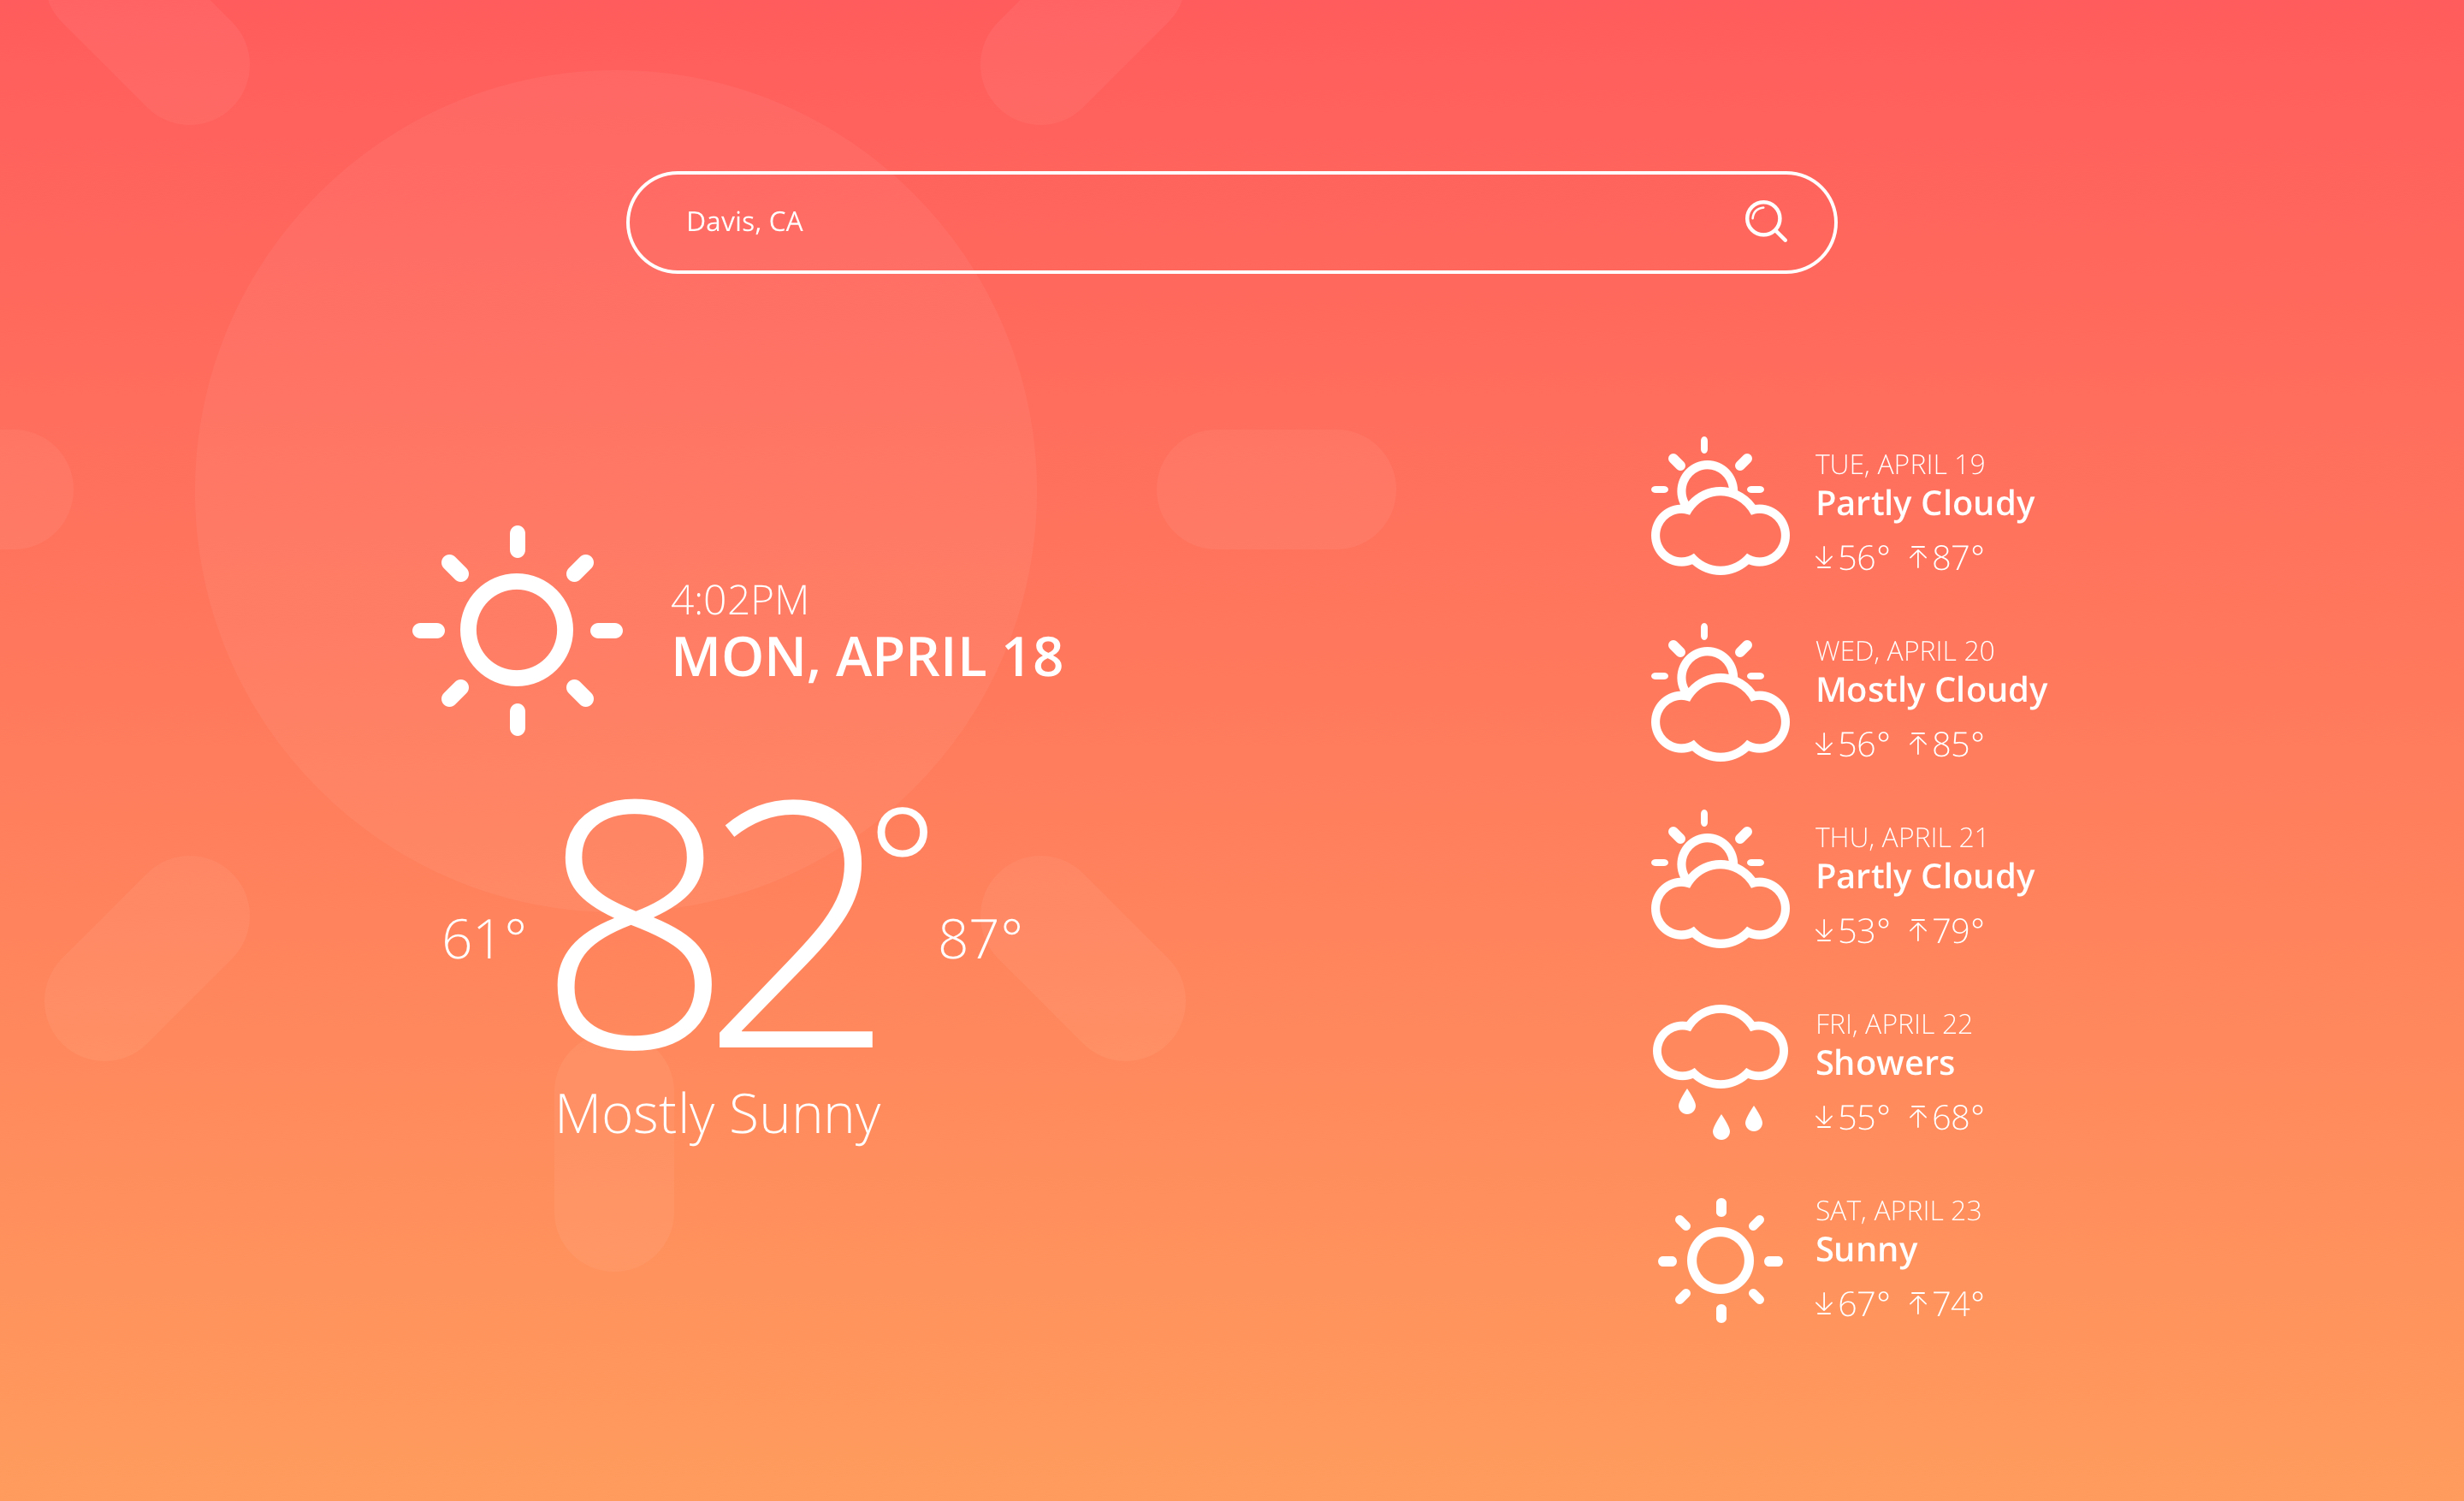 Davis, CA
4:02PM
MON, APRIL 18
61° 82° 87°
Mostly Sunny
TUE, APRIL 19
Partly Cloudy
56° 87°
WED, APRIL 20
Mostly Cloudy
56° 85°
THU, APRIL 21
Partly Cloudy
53° 79°
FRI, APRIL 22
Showers
55° 68°
SAT, APRIL 23
Sunny
67° 74°